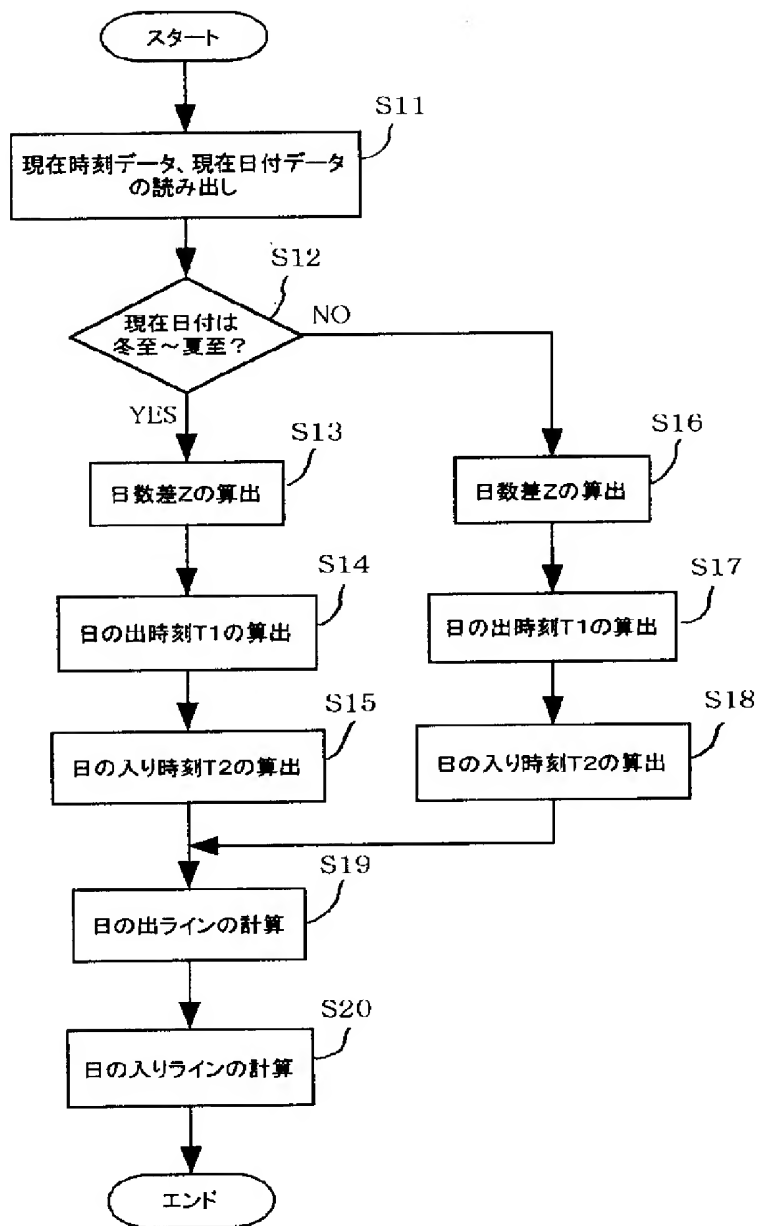 スタート
S11
現在時刻データ、現在日付データ
の読み出し
S12
現在日付は
冬至～夏至?
NO
YES
S13
日数差Zの算出
S16
日数差Zの算出
S14
日の出時刻T1の算出
S17
日の出時刻T1の算出
S15
日の入り時刻T2の算出
S18
日の入り時刻T2の算出
S19
日の出ラインの計算
S20
日の入りラインの計算
エンド